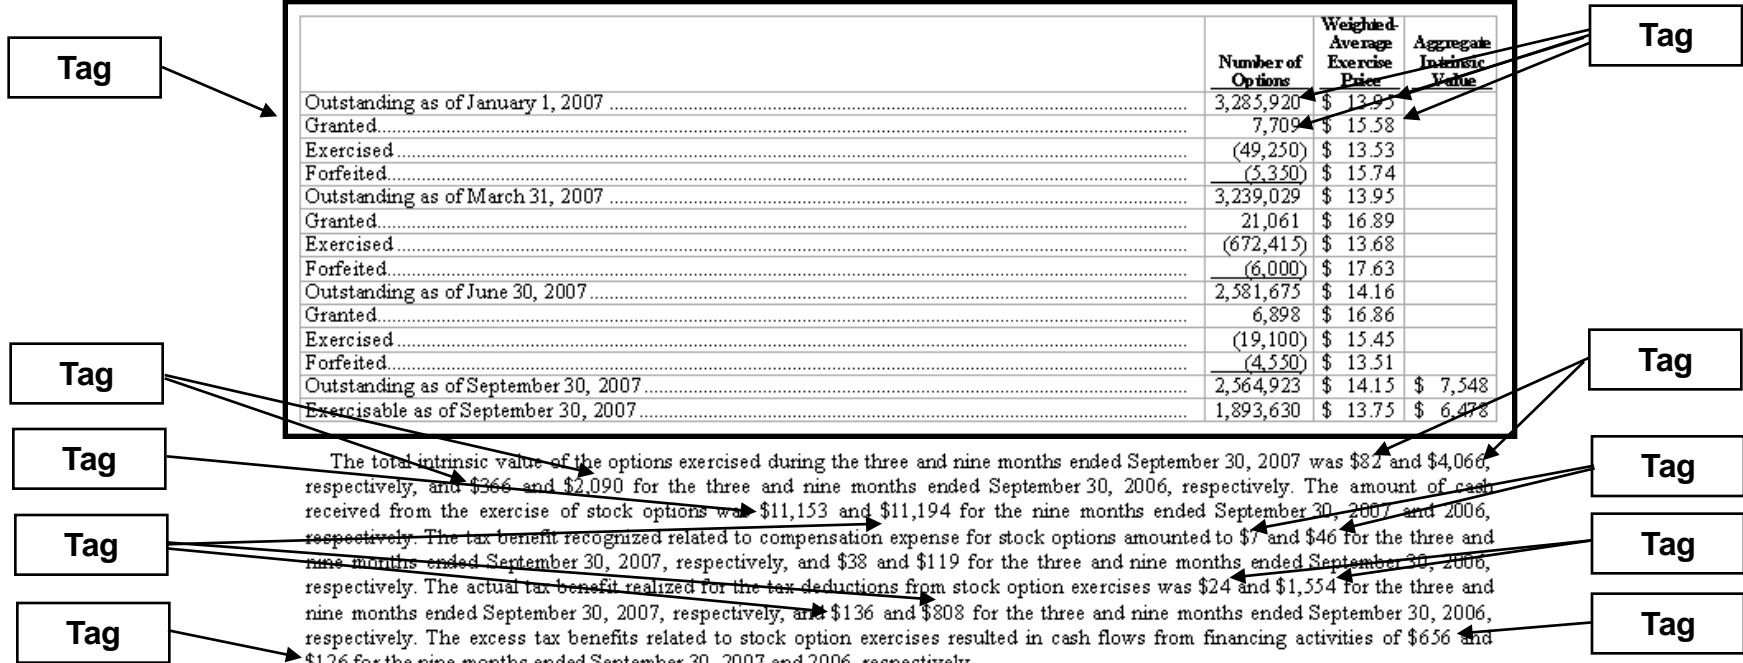 Tag
Tag
Number of Options Weighted-Average Exercise Price Aggregate Intrinsic Value
Outstanding as of January 1, 2007 3,285,920 $ 13.95
Granted 7,709 $ 15.58
Exercised (49,250) $ 13.53
Forfeited (5,350) $ 15.74
Outstanding as of March 31, 2007 3,239,029 $ 13.95
Granted 21,061 $ 16.89
Exercised (672,415) $ 13.68
Forfeited (6,000) $ 17.63
Outstanding as of June 30, 2007 2,581,675 $ 14.16
Granted 6,898 $ 16.86
Exercised (19,100) $ 15.45
Forfeited (4,550) $ 13.51
Outstanding as of September 30, 2007 2,564,923 $ 14.15 $ 7,548
Exercisable as of September 30, 2007 1,893,630 $ 13.75 $ 6,478
Tag
Tag
Tag
Tag
Tag
Tag
Tag
Tag
The total intrinsic value of the options exercised during the three and nine months ended September 30, 2007 was $82 and $4,066,
respectively, and $366 and $2,090 for the three and nine months ended September 30, 2006, respectively. The amount of cash
received from the exercise of stock options was $11,153 and $11,194 for the nine months ended September 30, 2007 and 2006,
respectively. The tax benefit recognized related to compensation expense for stock options amounted to $7 and $46 for the three and
nine months ended September 30, 2007, respectively, and $38 and $119 for the three and nine months ended September 30, 2006,
respectively. The actual tax benefit realized for the tax deductions from stock option exercises was $24 and $1,554 for the three and
nine months ended September 30, 2007, respectively, and $136 and $808 for the three and nine months ended September 30, 2006,
respectively. The excess tax benefits related to stock option exercises resulted in cash flows from financing activities of $656 and
$126 for the nine months ended September 30, 2007 and 2006, respectively.